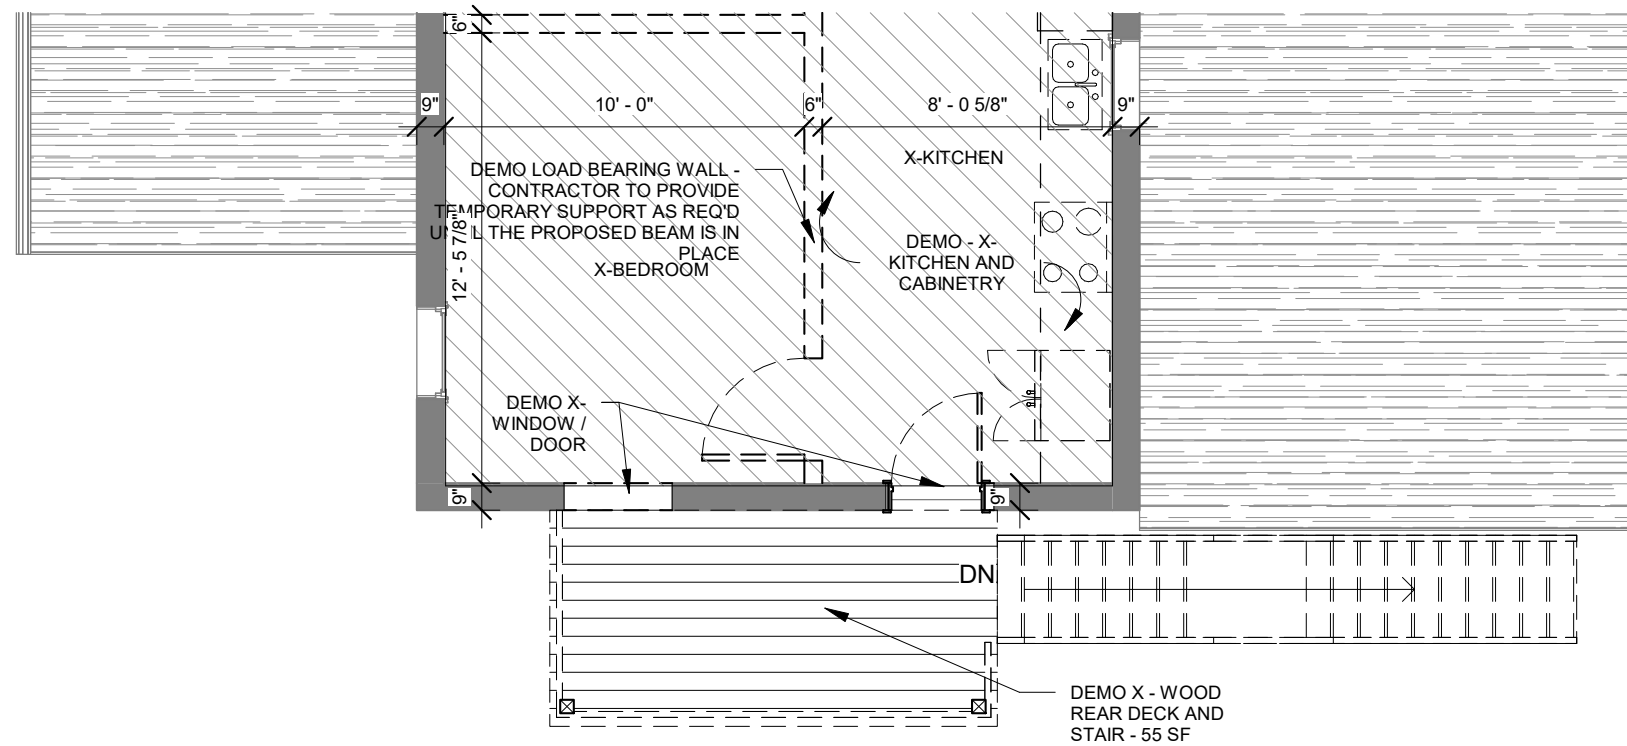 6"
9"
10' - 0"
6"
8' - 0 5/8"
9"
X-KITCHEN
DEMO LOAD BEARING WALL -
CONTRACTOR TO PROVIDE
TEMPORARY SUPPORT AS REQ'D
THE PROPOSED BEAM IS IN
PLACE
12' - 5 7/8"
X-BEDROOM
DEMO - X-
KITCHEN AND
CABINETRY
DEMO X-
WINDOW /
DOOR
9"
9"
DN
DEMO X - WOOD
REAR DECK AND
STAIR - 55 SF